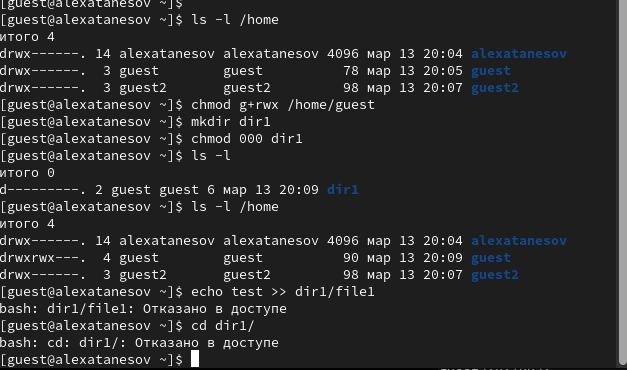 [guest@alexatanesov ~]$
[guest@alexatanesov ~]$ ls -l /home
итого 4
drwx------. 14 alexatanesov alexatanesov 4096 мар 13 20:04 alexatanesov
drwx------.  3 guest        guest          78 мар 13 20:05 guest
drwx------.  3 guest2       guest2         98 мар 13 20:07 guest2
[guest@alexatanesov ~]$ chmod g+rwx /home/guest
[guest@alexatanesov ~]$ mkdir dir1
[guest@alexatanesov ~]$ chmod 000 dir1
[guest@alexatanesov ~]$ ls -l
итого 0
d---------. 2 guest guest 6 мар 13 20:09 dir1
[guest@alexatanesov ~]$ ls -l /home
итого 4
drwx------. 14 alexatanesov alexatanesov 4096 мар 13 20:04 alexatanesov
drwxrwx---.  4 guest        guest          90 мар 13 20:09 guest
drwx------.  3 guest2       guest2         98 мар 13 20:07 guest2
[guest@alexatanesov ~]$ echo test >> dir1/file1
bash: dir1/file1: Отказано в доступе
[guest@alexatanesov ~]$ cd dir1/
bash: cd: dir1/: Отказано в доступе
[guest@alexatanesov ~]$